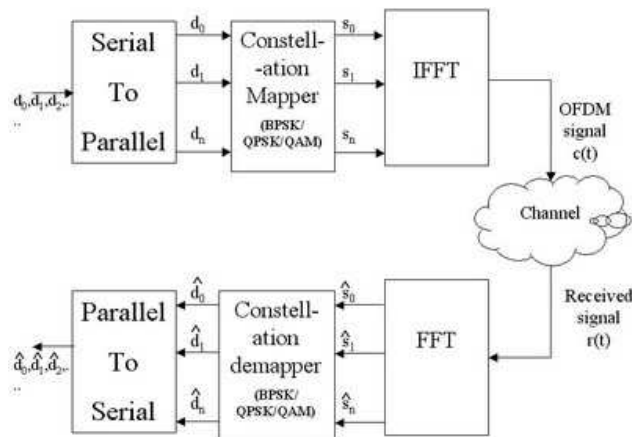 Serial
To
Parallel
d₀,d₁,d₂,.
..
d₀
d₁
dₙ
Constell-
-ation
Mapper
(BPSK/
QPSK/QAM)
s₀
s₁
sₙ
IFFT
OFDM
signal
c(t)
Channel
Received
signal
r(t)
FFT
ŝ₀
ŝ₁
ŝₙ
Constell-
ation
demapper
(BPSK/
QPSK/QAM)
d̂₀
d̂₁
d̂ₙ
Parallel
To
Serial
d̂₀,d̂₁,d̂₂,.
..